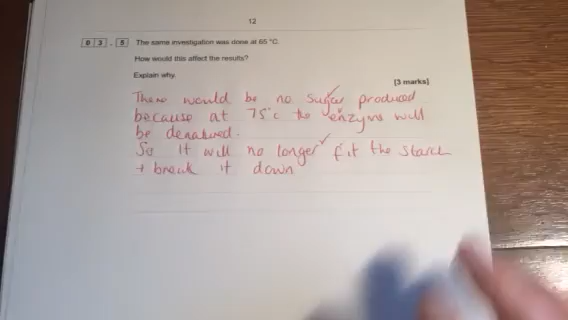 12
0 3 . 5 The same investigation was done at 65 °C
How would this affect the results?
Explain why.
[3 marks]
There would be no sugar produced
because at 75°c the enzyme will
be denatured.
So it will no longer fit the starch
+ break it down